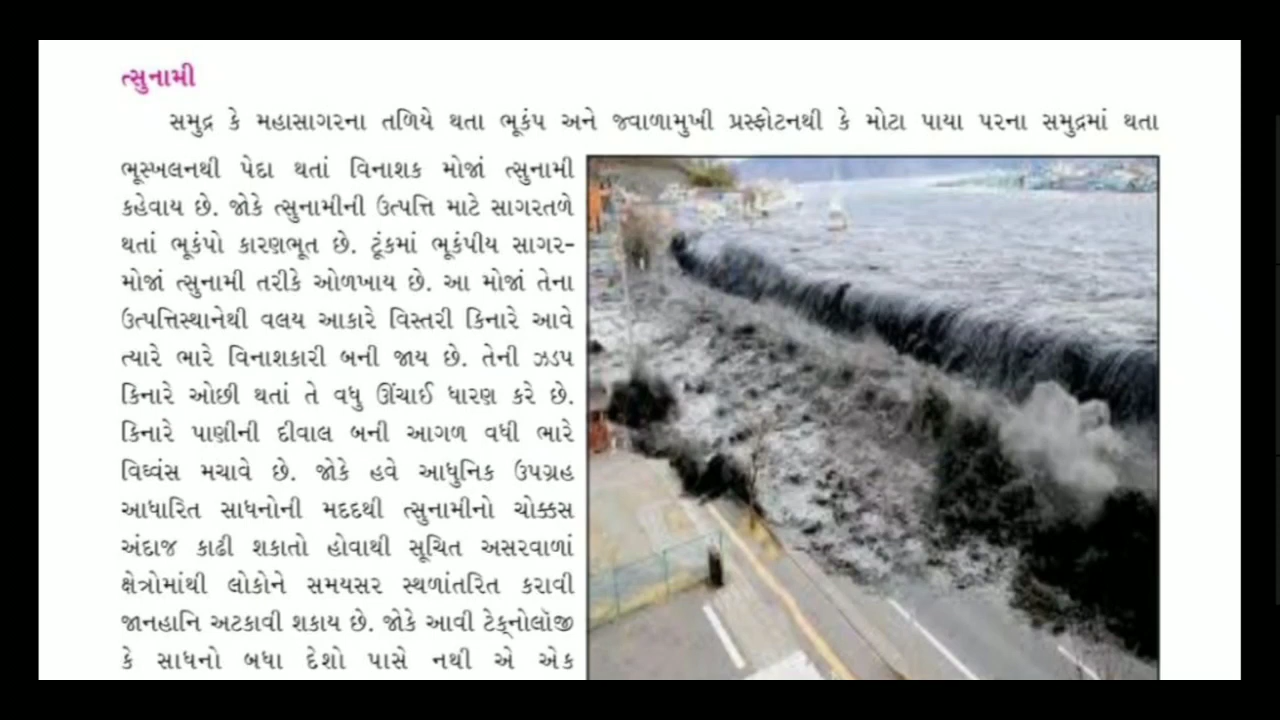 ત્સુનામી
સમુદ્ર કે મહાસાગરના તળિયે થતા ભૂકંપ અને જ્વાળામુખી પ્રસ્ફોટનથી કે મોટા પાયા પરના સમુદ્રમાં થતા
ભૂસ્ખલનથી પેદા થતાં વિનાશક મોજાં ત્સુનામી
કહેવાય છે. જોકે ત્સુનામીની ઉત્પત્તિ માટે સાગરતળે
થતાં ભૂકંપો કારણભૂત છે. ટૂંકમાં ભૂકંપીય સાગર-
મોજાં ત્સુનામી તરીકે ઓળખાય છે. આ મોજાં તેના
ઉત્પત્તિસ્થાનેથી વલય આકારે વિસ્તરી કિનારે આવે
ત્યારે ભારે વિનાશકારી બની જાય છે. તેની ઝડપ
કિનારે ઓછી થતાં તે વધુ ઊંચાઈ ધારણ કરે છે.
કિનારે પાણીની દીવાલ બની આગળ વધી ભારે
વિધ્વંસ મચાવે છે. જોકે હવે આધુનિક ઉપગ્રહ
આધારિત સાધનોની મદદથી ત્સુનામીનો ચોક્કસ
અંદાજ કાઢી શકાતો હોવાથી સૂચિત અસરવાળાં
ક્ષેત્રોમાંથી લોકોને સમયસર સ્થળાંતરિત કરાવી
જાનહાનિ અટકાવી શકાય છે. જોકે આવી ટેક્નોલૉજી
કે સાધનો બધા દેશો પાસે નથી એ એક